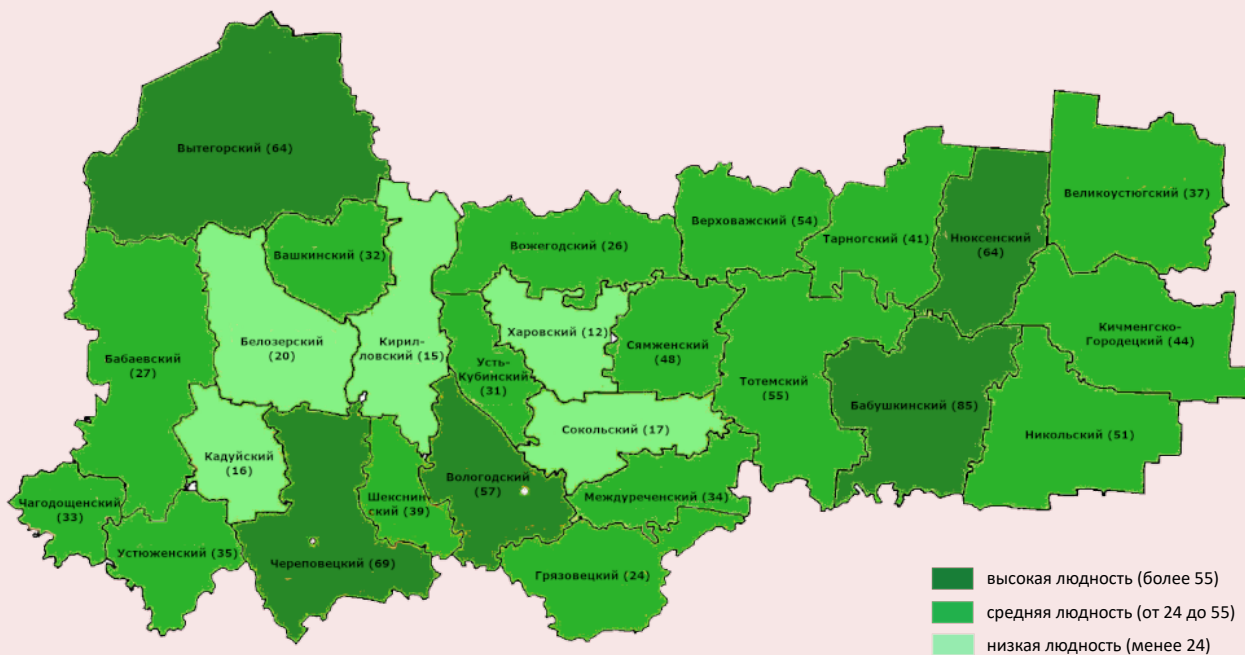 Вытегорский (64)
Великоустюгский (37)
Верховажский (54)
Тарногский (41)
Нюксенский
(64)
Вожегодский (26)
Вашкинский (32)
Белозерский
(20)
Кирил-
ловский (15)
Харовский (12)
Сямженский
(48)
Кичменгско-
Городецкий (44)
Бабаевский
(27)
Усть-
Кубинский
(31)
Тотемский
(55)
Бабушкинский (85)
Никольский (51)
Сокольский (17)
Кадуйский
(16)
Вологодский
(57)
Шекснин
ский (39)
Междуреченский (34)
Чагодощенский
(33)
Устюженский (35)
Череповецкий (69)
Грязовецкий (24)
высокая людность (более 55)
средняя людность (от 24 до 55)
низкая людность (менее 24)